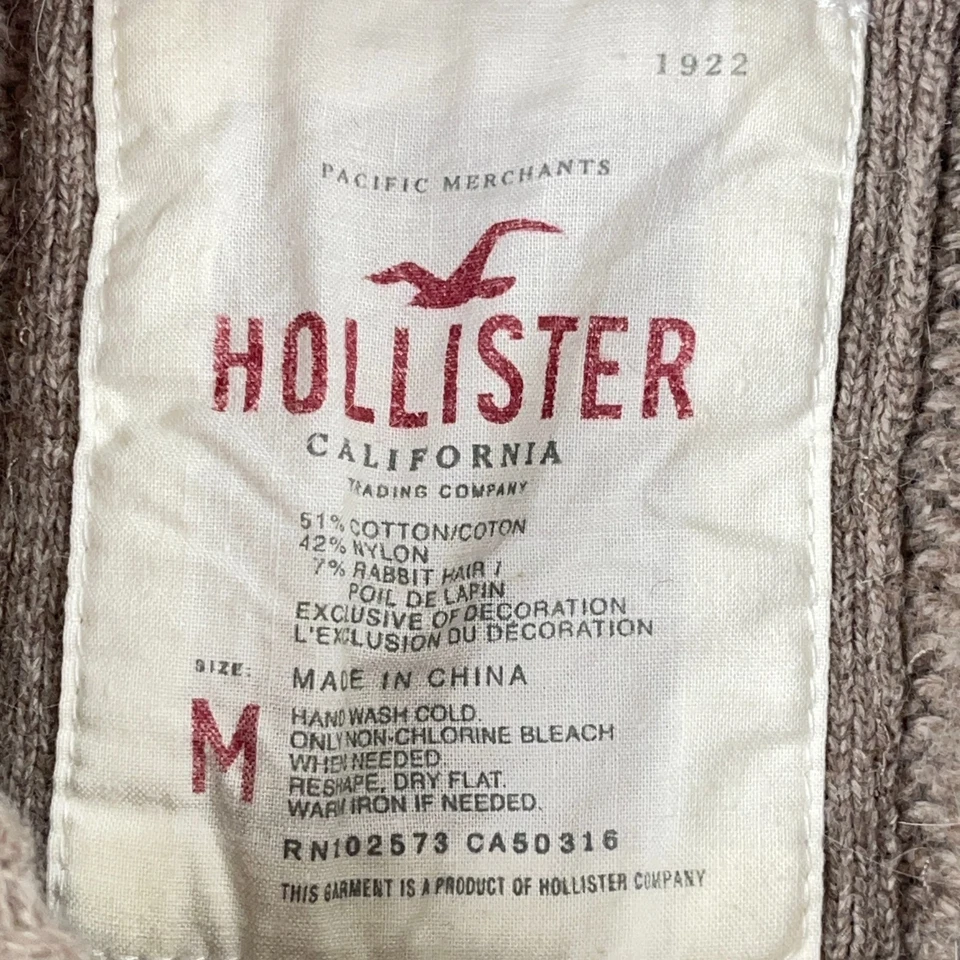 1922
PACIFIC MERCHANTS
HOLLISTER
CALIFORNIA
TRADING COMPANY
51% COTTON/COTON
42% NYLON
7% RABBIT HAIR /
POIL DE LAPIN
EXCLUSIVE OF DECORATION
L'EXCLUSION DU DÉCORATION
SIZE:
M
MADE IN CHINA
HAND WASH COLD.
ONLY NON-CHLORINE BLEACH
WHEN NEEDED.
RESHAPE, DRY FLAT.
WARM IRON IF NEEDED.
RN102573 CA50316
THIS GARMENT IS A PRODUCT OF HOLLISTER COMPANY